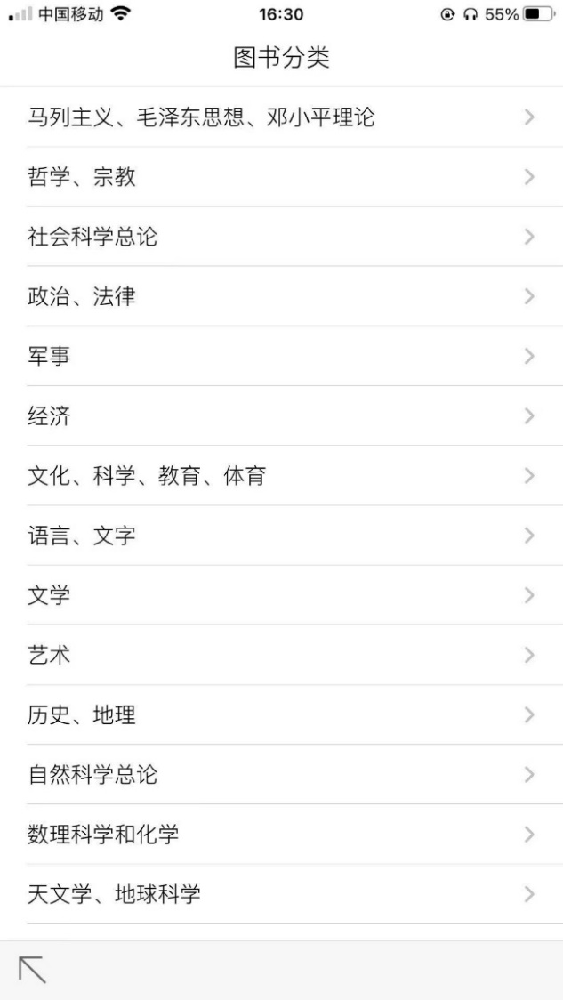 中国移动 16:30 55%
图书分类
马列主义、毛泽东思想、邓小平理论
哲学、宗教
社会科学总论
政治、法律
军事
经济
文化、科学、教育、体育
语言、文字
文学
艺术
历史、地理
自然科学总论
数理科学和化学
天文学、地球科学